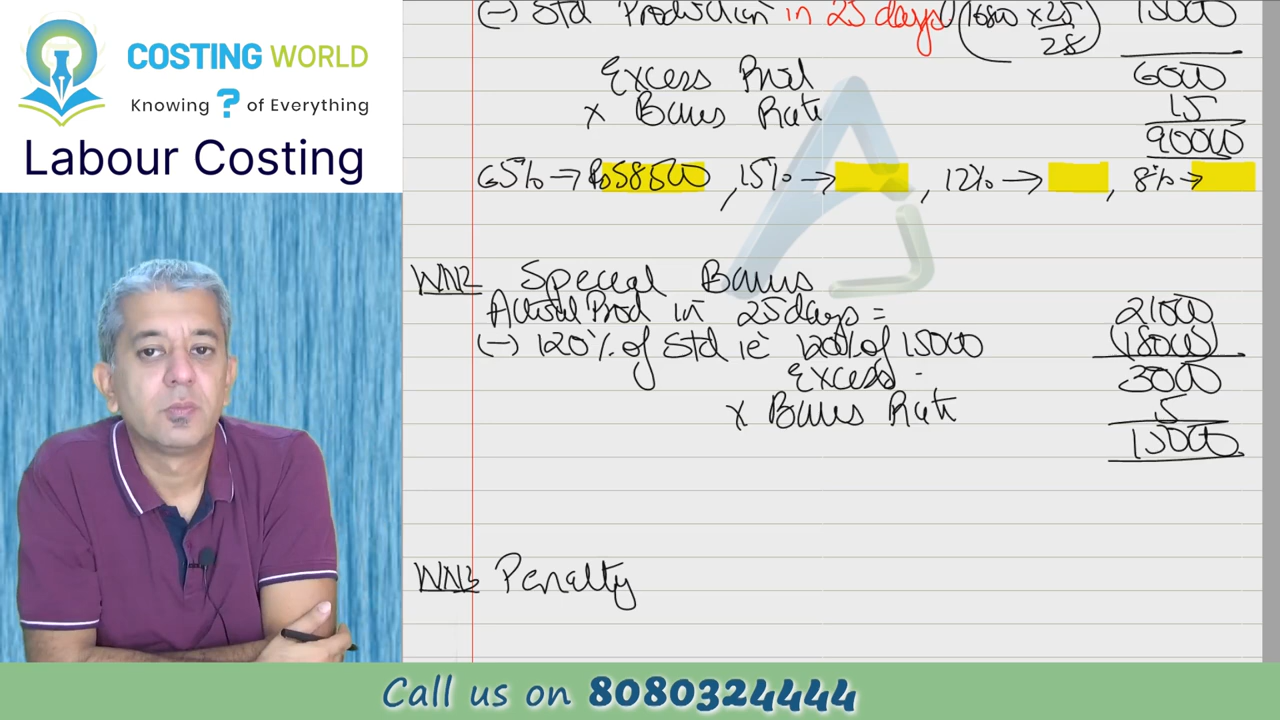 COSTING WORLD
Knowing ? of Everything
Labour Costing
(-) Std Production in 25 days (16800 × 25/28) 15000
Excess Prod 6000
x Bonus Rate 15
90000
65% → Rs58500, 15% → , 12% → , 8% →
WN2 Special Bonus
Actual Prod in 25 days = 21000
(-) 120% of Std ie 120% of 15000 (18000)
Excess - 3000
x Bonus Rate 5
15000
WN3 Penalty
Call us on 8080324444